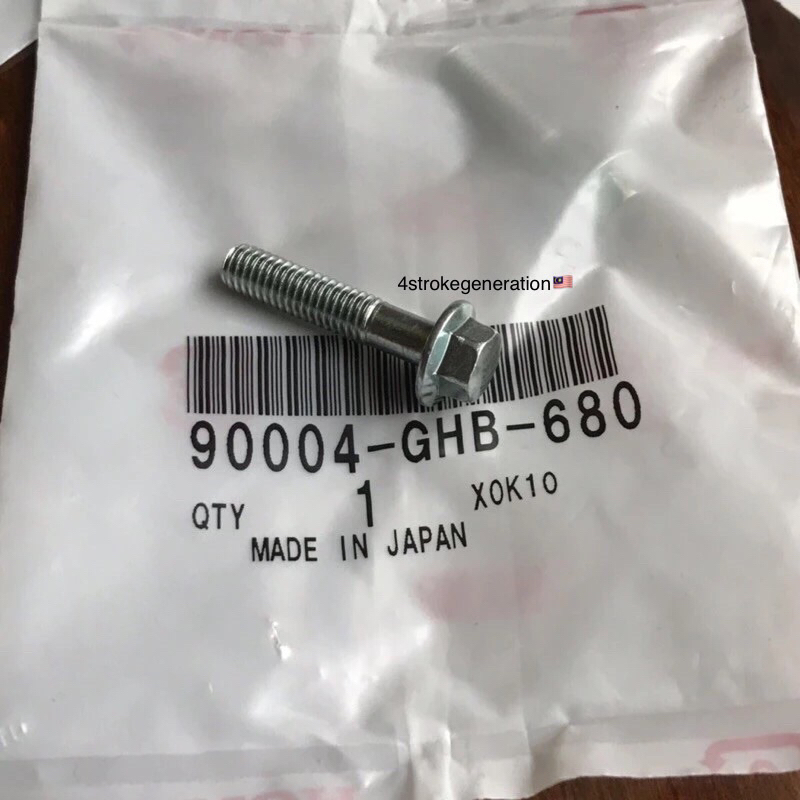 4strokegeneration🇲🇾
90004-GHB-680
QTY 1 X0K10
MADE IN JAPAN